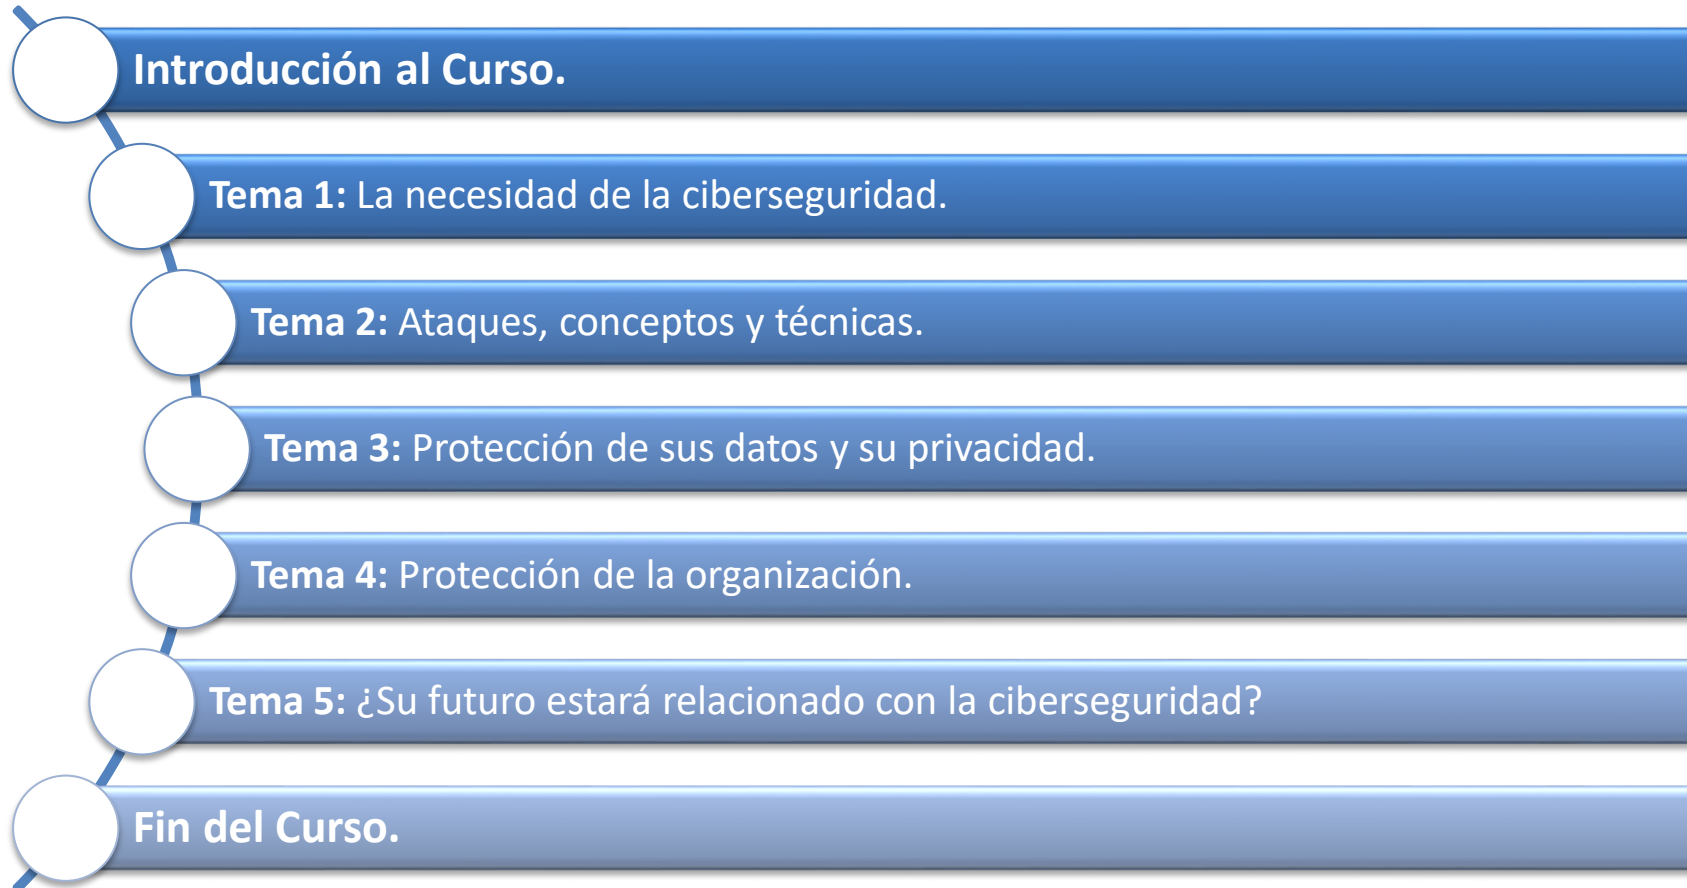 Introducción al Curso.
Tema 1: La necesidad de la ciberseguridad.
Tema 2: Ataques, conceptos y técnicas.
Tema 3: Protección de sus datos y su privacidad.
Tema 4: Protección de la organización.
Tema 5: ¿Su futuro estará relacionado con la ciberseguridad?
Fin del Curso.